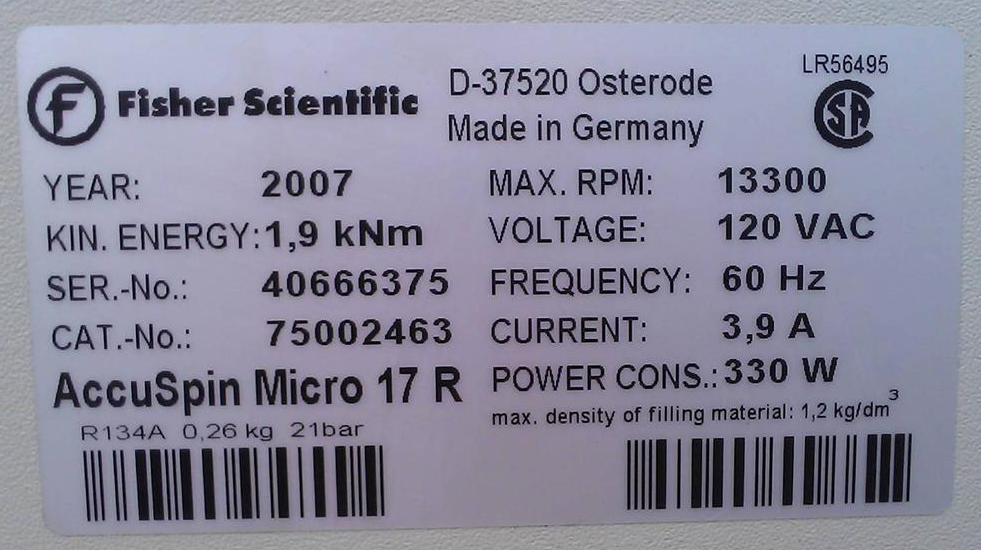 Fisher Scientific
D-37520 Osterode
Made in Germany
LR56495
SA
YEAR: 2007
KIN. ENERGY: 1,9 kNm
SER.-No.: 40666375
CAT.-No.: 75002463
AccuSpin Micro 17 R
R134A 0,26 kg 21bar
MAX. RPM: 13300
VOLTAGE: 120 VAC
FREQUENCY: 60 Hz
CURRENT: 3,9 A
POWER CONS.: 330 W
max. density of filling material: 1,2 kg/dm³